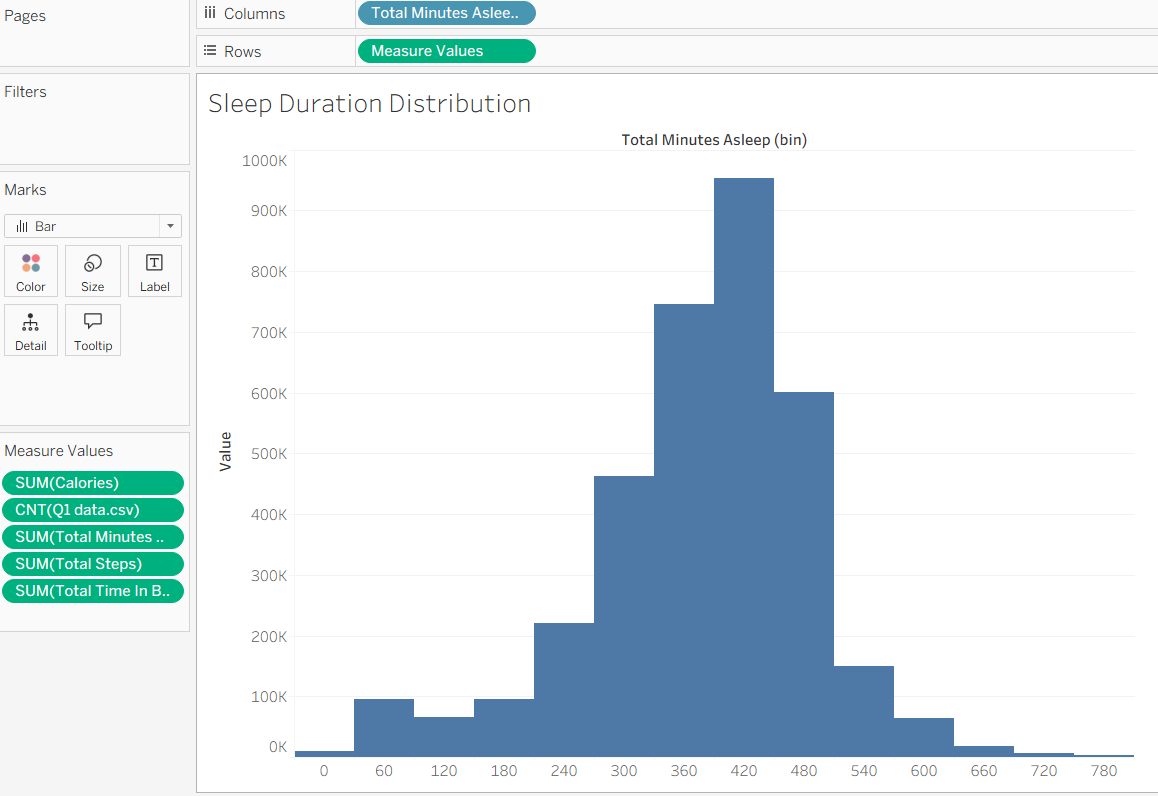 Pages
Columns
Total Minutes Aslee..
Rows
Measure Values
Filters
Marks
Bar
Color
Size
Label
Detail
Tooltip
Measure Values
SUM(Calories)
CNT(Q1 data.csv)
SUM(Total Minutes ..
SUM(Total Steps)
SUM(Total Time In B..
Sleep Duration Distribution
Total Minutes Asleep (bin)
Value
1000K
900K
800K
700K
600K
500K
400K
300K
200K
100K
0K
0 60 120 180 240 300 360 420 480 540 600 660 720 780